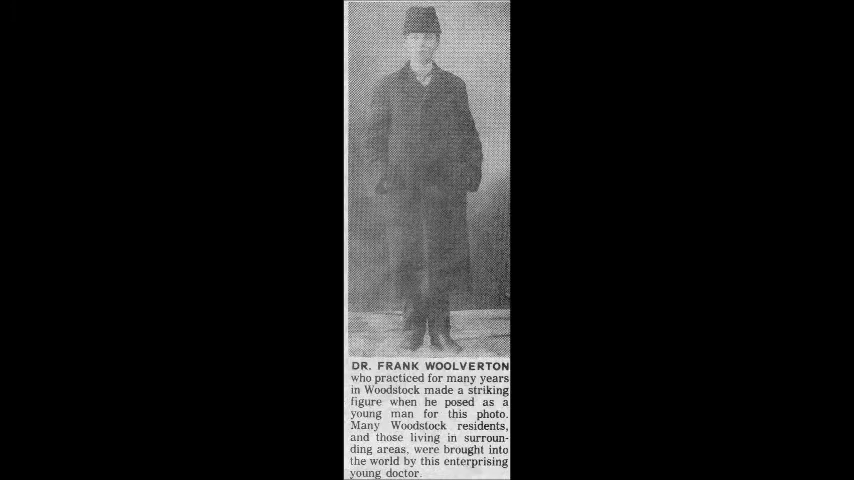 DR. FRANK WOOLVERTON
who practiced for many years
in Woodstock made a striking
figure when he posed as a
young man for this photo.
Many Woodstock residents,
and those living in surroun-
ding areas, were brought into
the world by this enterprising
young doctor.